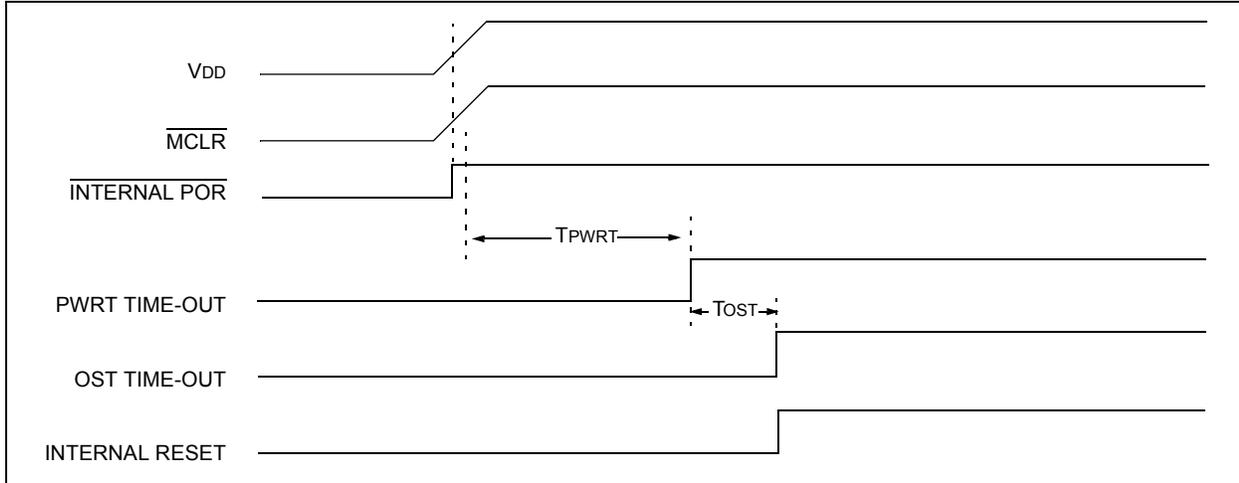 VDD
MCLR
INTERNAL POR
TPWRT
PWRT TIME-OUT
TOST
OST TIME-OUT
INTERNAL RESET